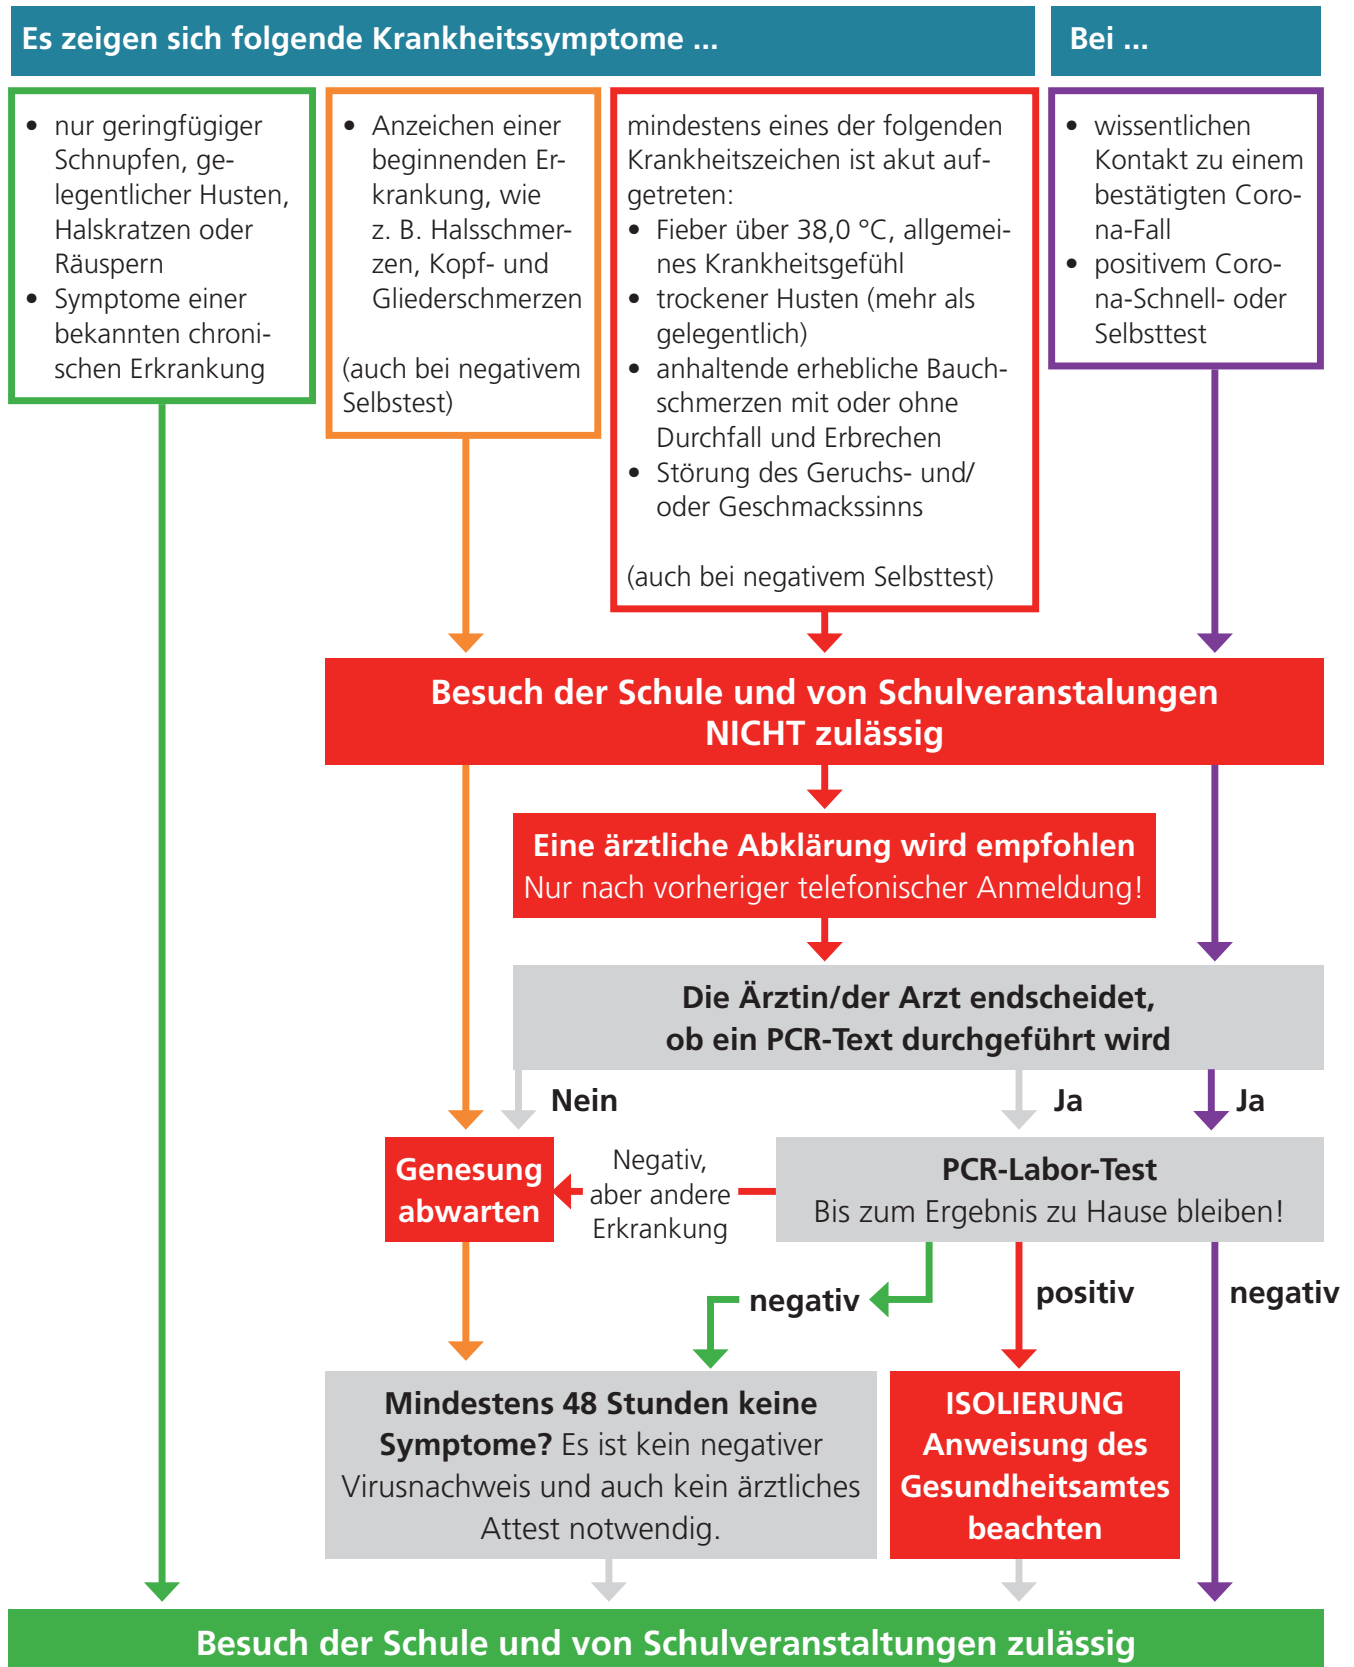 Es zeigen sich folgende Krankheitssymptome ...
Bei ...
• nur geringfügiger
Schnupfen, ge-
legentlicher Husten,
Halskratzen oder
Räuspern
• Symptome einer
bekannten chroni-
schen Erkrankung
• Anzeichen einer
beginnenden Er-
krankung, wie
z. B. Halsschmer-
zen, Kopf- und
Gliederschmerzen
(auch bei negativem
Selbstest)
mindestens eines der folgenden
Krankheitszeichen ist akut auf-
getreten:
• Fieber über 38,0 °C, allgemei-
nes Krankheitsgefühl
• trockener Husten (mehr als
gelegentlich)
• anhaltende erhebliche Bauch-
schmerzen mit oder ohne
Durchfall und Erbrechen
• Störung des Geruchs- und/
oder Geschmackssinns
(auch bei negativem Selbsttest)
• wissentlichen
Kontakt zu einem
bestätigten Coro-
na-Fall
• positivem Coro-
na-Schnell- oder
Selbsttest
Besuch der Schule und von Schulveranstalungen
NICHT zulässig
Eine ärztliche Abklärung wird empfohlen
Nur nach vorheriger telefonischer Anmeldung!
Die Ärztin/der Arzt endscheidet,
ob ein PCR-Text durchgeführt wird
Nein
Ja
Ja
Genesung
abwarten
Negativ,
aber andere
Erkrankung
PCR-Labor-Test
Bis zum Ergebnis zu Hause bleiben!
negativ
positiv
negativ
Mindestens 48 Stunden keine
Symptome? Es ist kein negativer
Virusnachweis und auch kein ärztliches
Attest notwendig.
ISOLIERUNG
Anweisung des
Gesundheitsamtes
beachten
Besuch der Schule und von Schulveranstaltungen zulässig